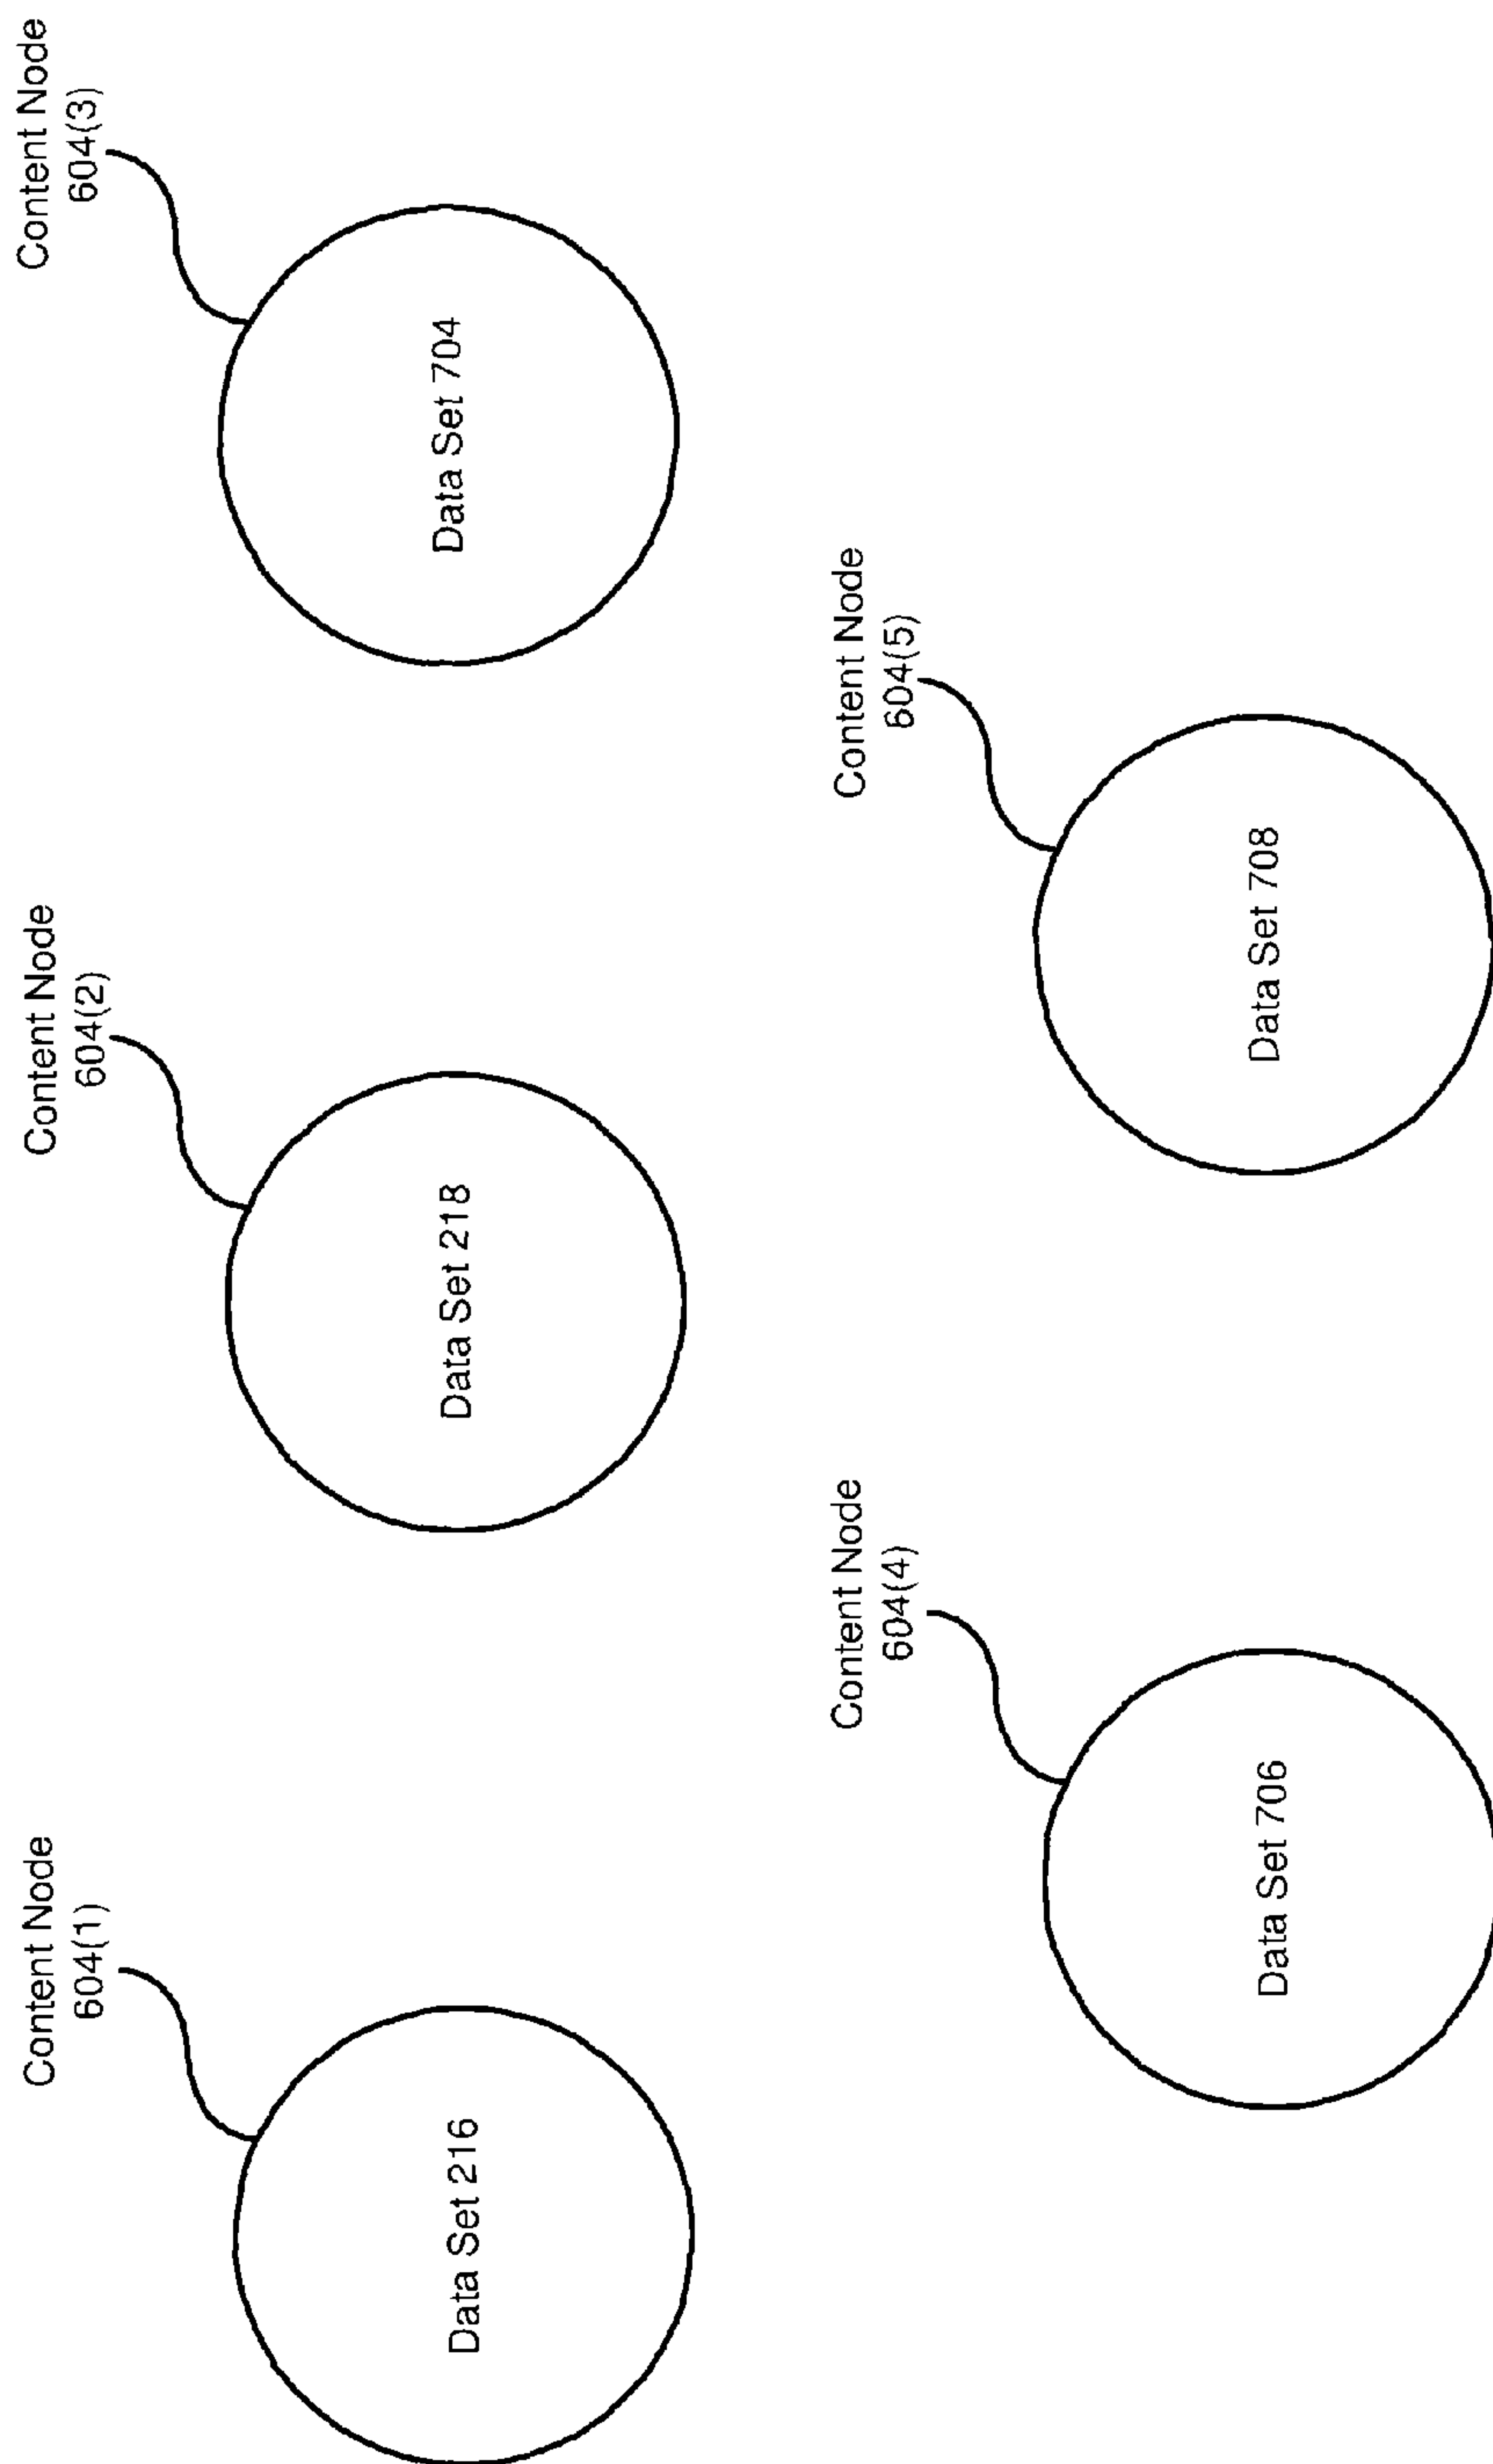 Content Node
604(1)
Data Set 216
Content Node
604(2)
Data Set 218
Content Node
604(3)
Data Set 704
Content Node
604(4)
Data Set 706
Content Node
604(5)
Data Set 708